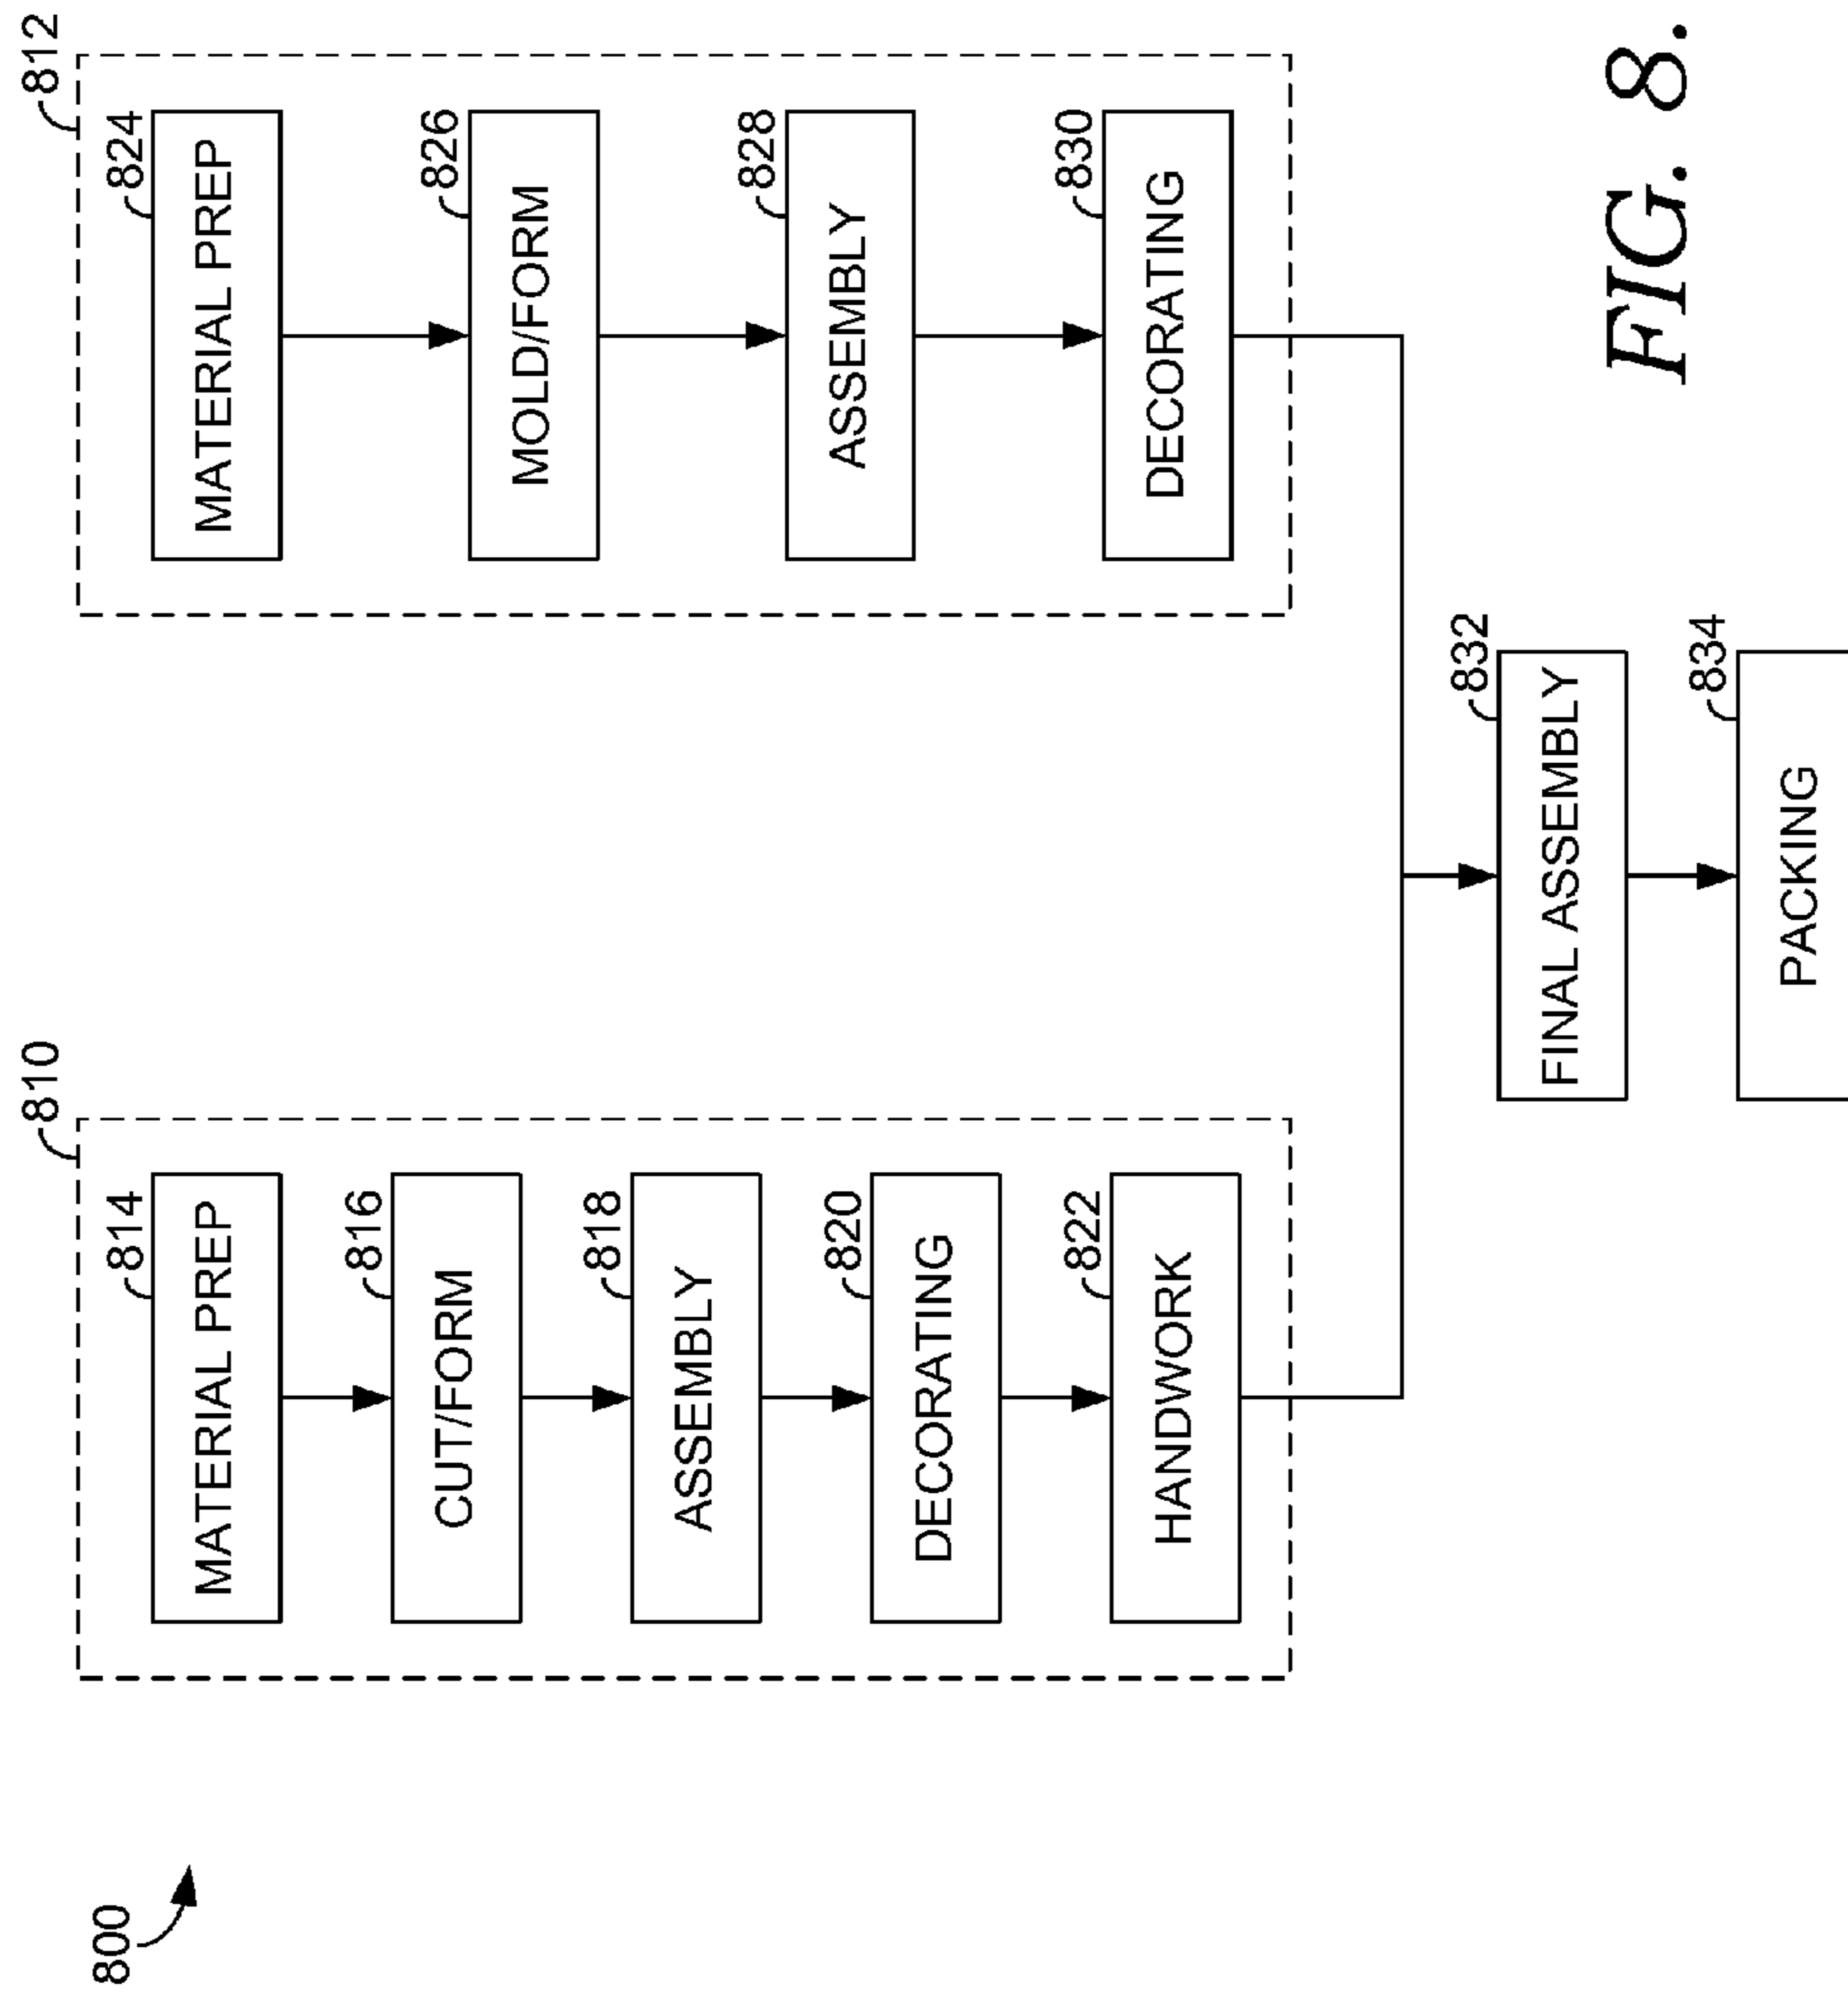 800
810
814
MATERIAL PREP
816
CUT/FORM
818
ASSEMBLY
820
DECORATING
822
HANDWORK
812
824
MATERIAL PREP
826
MOLD/FORM
828
ASSEMBLY
830
DECORATING
832
FINAL ASSEMBLY
834
PACKING
FIG. 8.